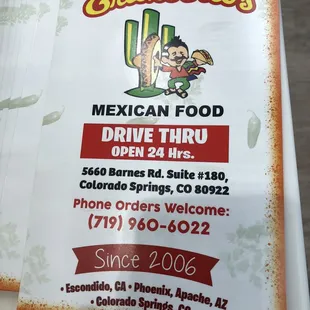 MEXICAN FOOD
DRIVE THRU
OPEN 24 Hrs.
5660 Barnes Rd. Suite #180,
Colorado Springs, CO 80922
Phone Orders Welcome:
(719) 960-6022
Since 2006
• Escondido, CA • Phoenix, Apache, AZ
• Colorado Springs, CO